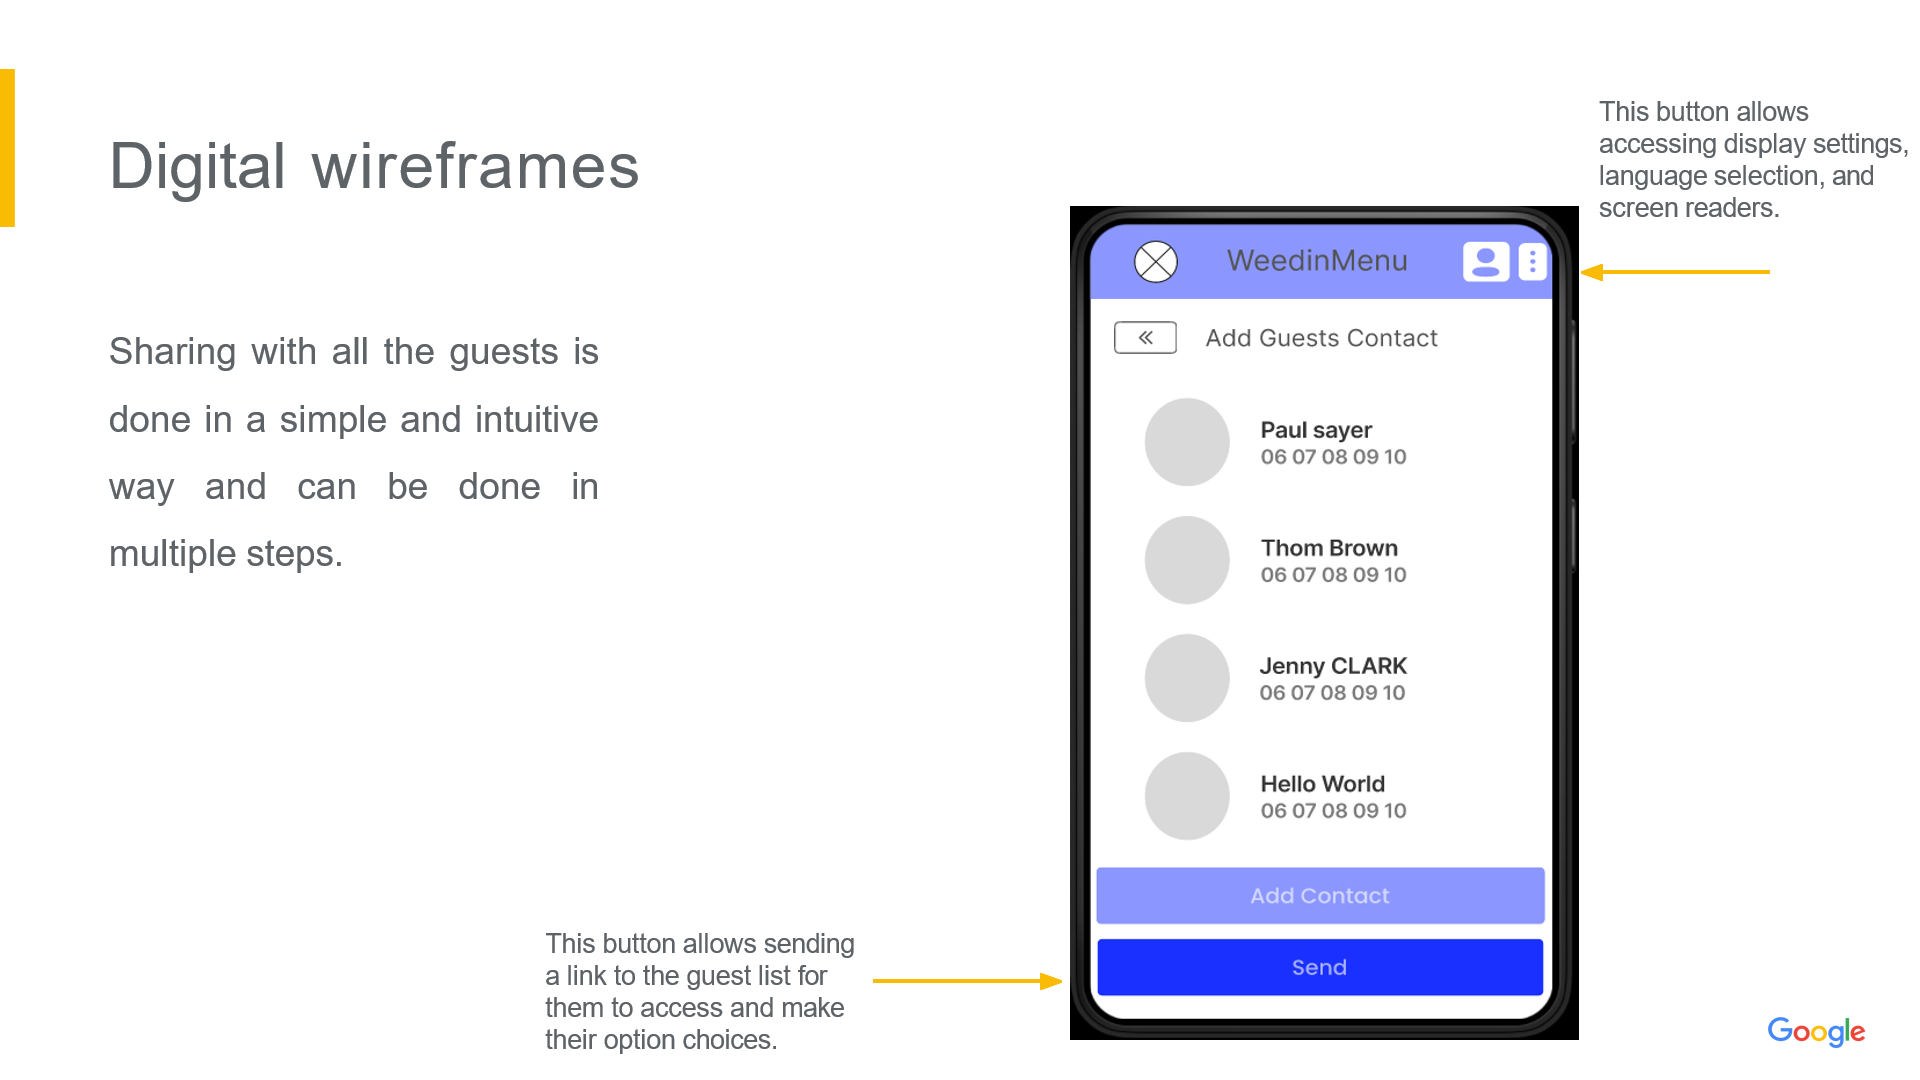 Digital wireframes
Sharing with all the guests is
done in a simple and intuitive
way and can be done in
multiple steps.
This button allows
accessing display settings,
language selection, and
screen readers.
WeedinMenu
Add Guests Contact
Paul sayer
06 07 08 09 10
Thom Brown
06 07 08 09 10
Jenny CLARK
06 07 08 09 10
Hello World
06 07 08 09 10
Add Contact
Send
This button allows sending
a link to the guest list for
them to access and make
their option choices.
Google